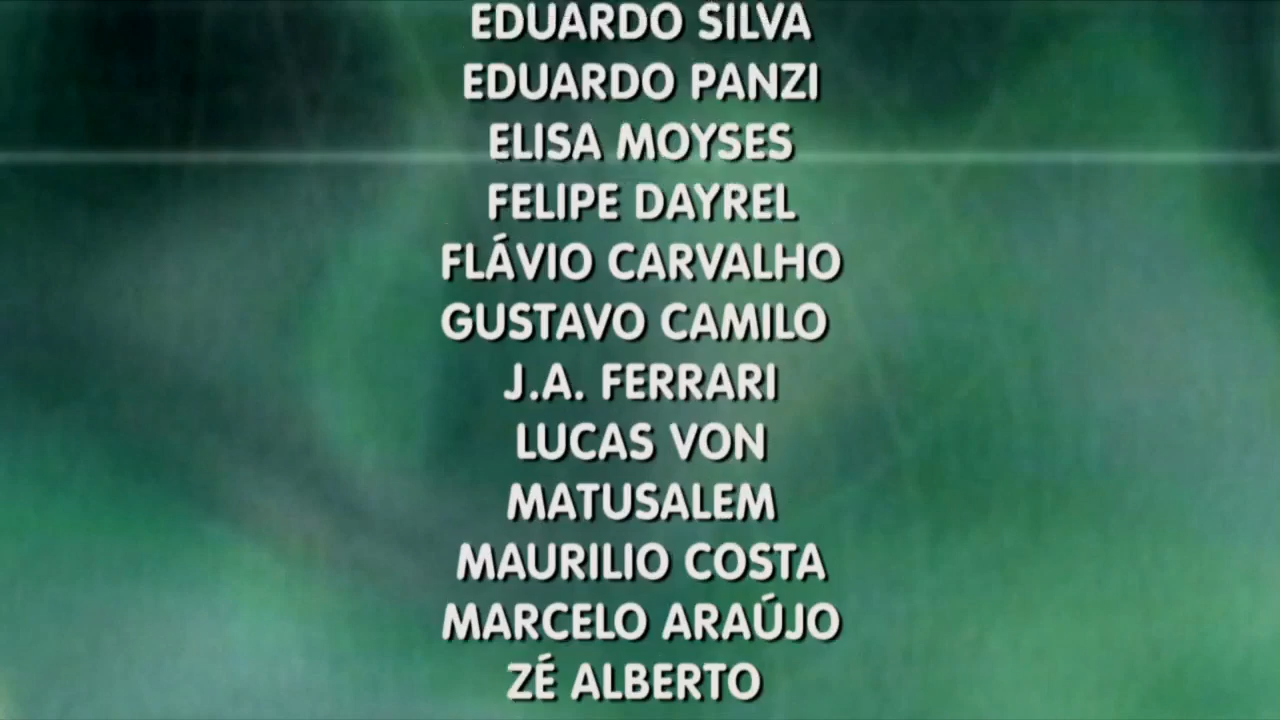 EDUARDO SILVA
EDUARDO PANZI
ELISA MOYSES
FELIPE DAYREL
FLÁVIO CARVALHO
GUSTAVO CAMILO
J.A. FERRARI
LUCAS VON
MATUSALEM
MAURILIO COSTA
MARCELO ARAÚJO
ZÉ ALBERTO